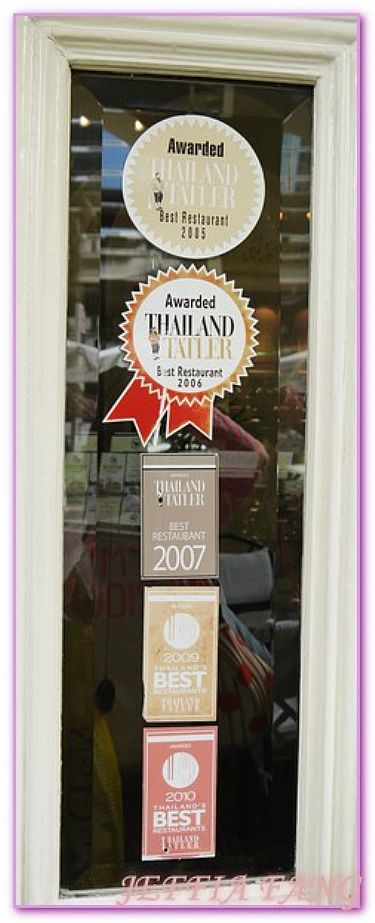 Awarded
THAILAND
TATLER
Best Restaurant
2005
Awarded
THAILAND
TATLER
Best Restaurant
2006
THAILAND
TATLER
BEST
RESTAURANT
2007
2009
THAILAND'S
BEST
RESTAURANTS
THAILAND
TATLER
AWARDED
2010
THAILAND'S
BEST
RESTAURANTS
THAILAND
TATLER
JEFFIA FANG